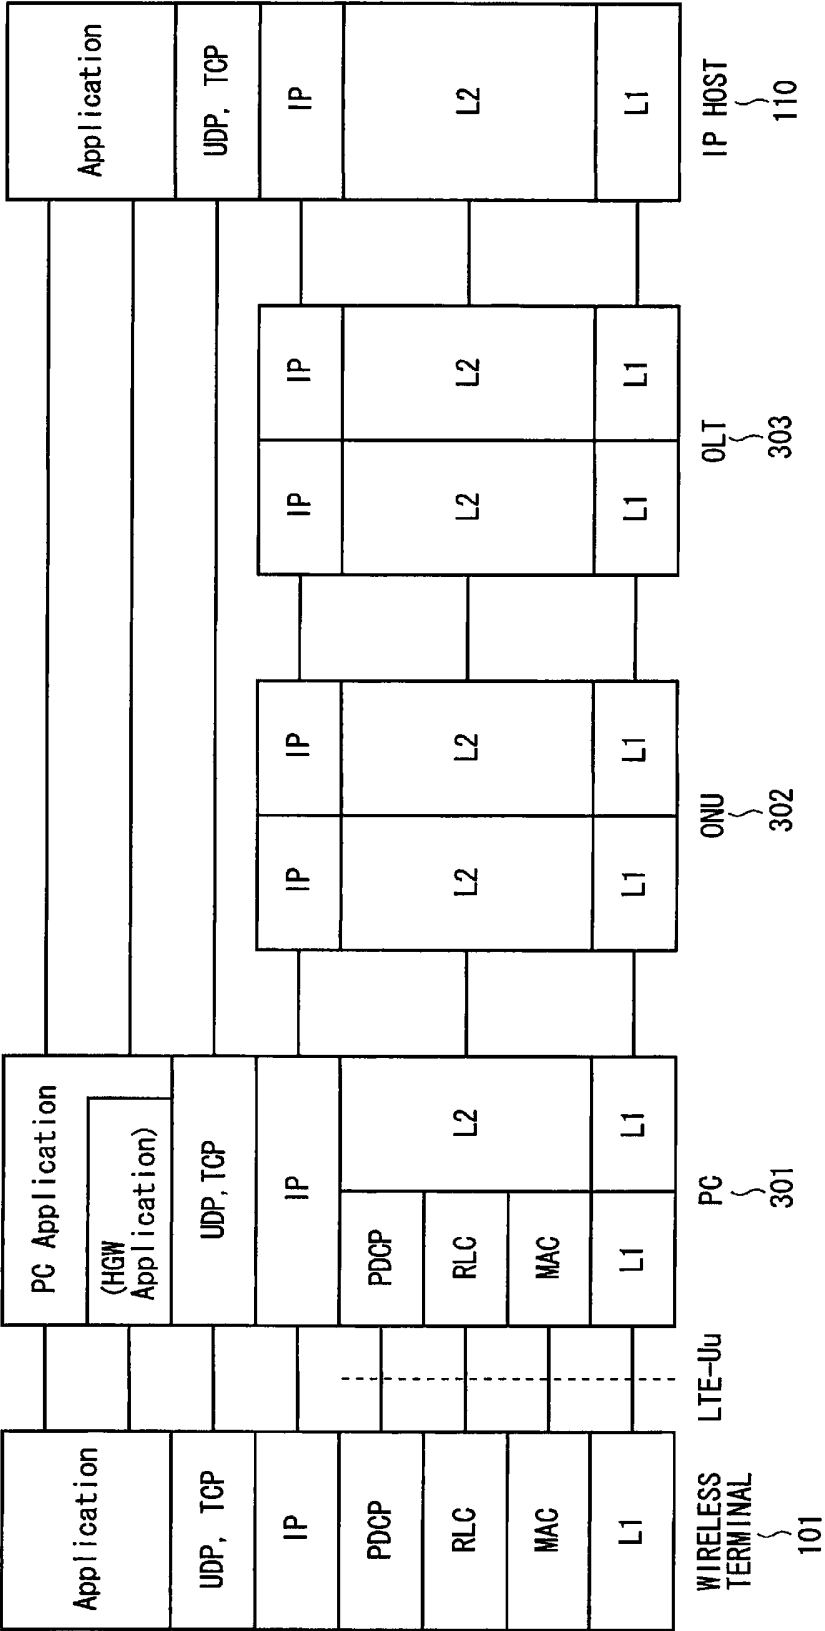 Application
UDP, TCP
IP
PDCP
RLC
MAC
L1
WIRELESS
TERMINAL
101
LTE-Uu
PC Application
(HGW
Application)
UDP,TCP
IP
PDCP
RLC
MAC
L1
L2
L1
PC
301
IP
L2
L1
IP
L2
L1
ONU
302
IP
L2
L1
IP
L2
L1
OLT
303
Application
UDP, TCP
IP
L2
L1
IP HOST
110